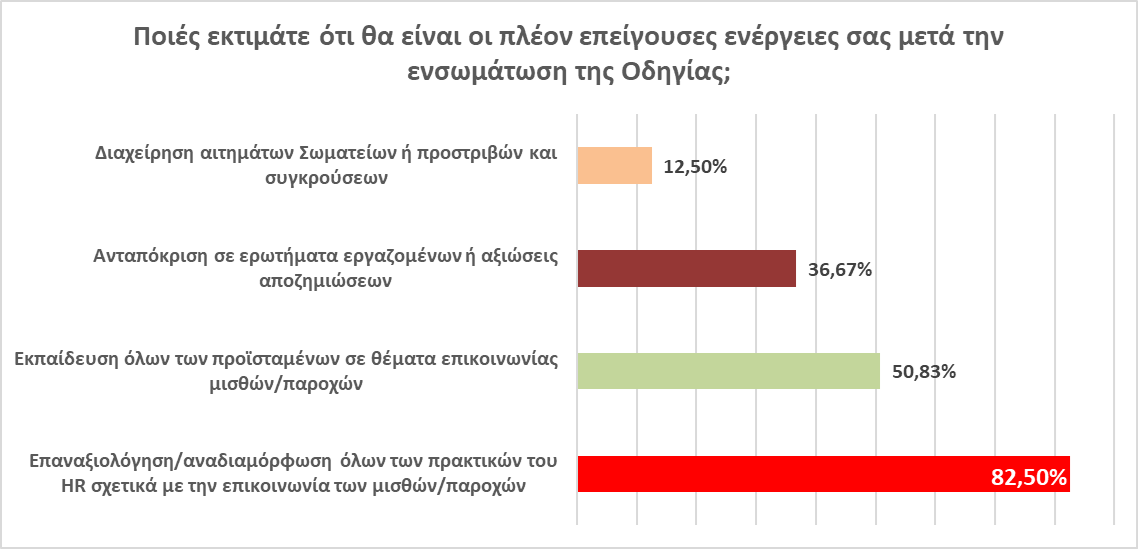 Ποιές εκτιμάτε ότι θα είναι οι πλέον επείγουσες ενέργειες σας μετά την
ενσωμάτωση της Οδηγίας;
Διαχείρηση αιτημάτων Σωματείων ή προστριβών και
συγκρούσεων
12,50%
Ανταπόκριση σε ερωτήματα εργαζομένων ή αξιώσεις
αποζημιώσεων
36,67%
Εκπαίδευση όλων των προϊσταμένων σε θέματα επικοινωνίας
μισθών/παροχών
50,83%
Επαναξιολόγηση/αναδιαμόρφωση όλων των πρακτικών του
HR σχετικά με την επικοινωνία των μισθών/παροχών
82,50%